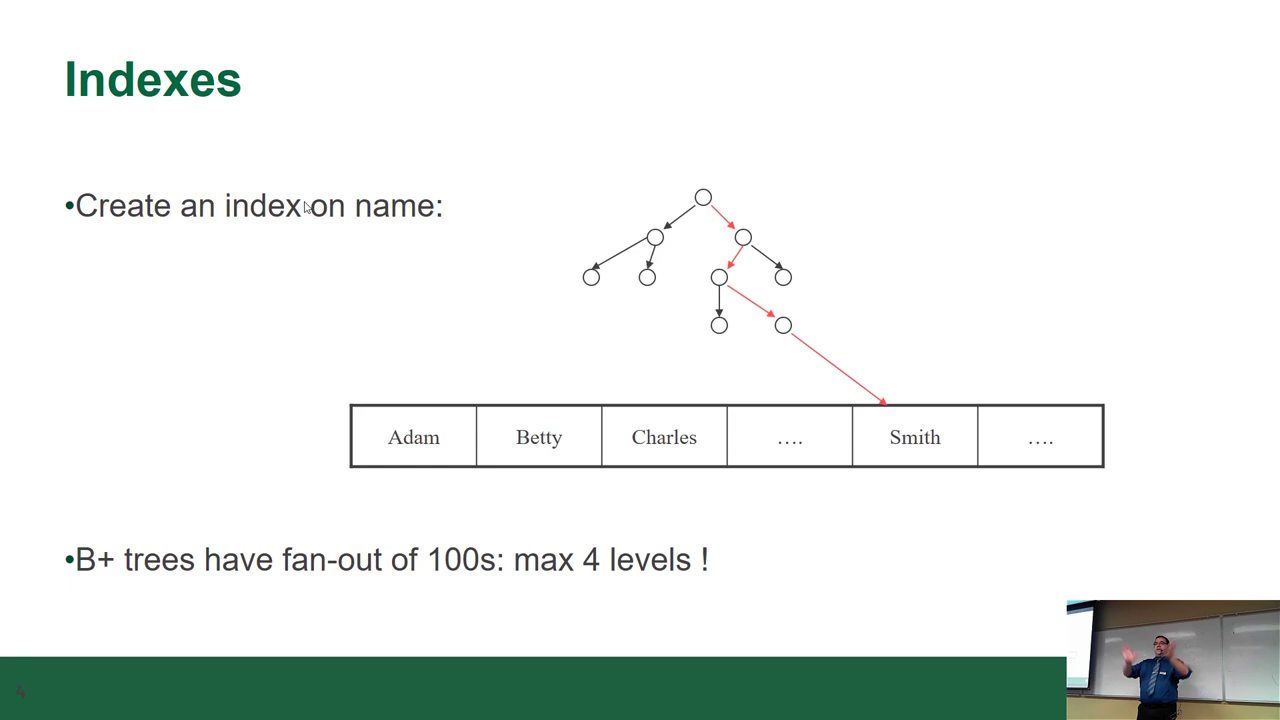 Indexes
•Create an index on name:
Adam Betty Charles .... Smith ....
•B+ trees have fan-out of 100s: max 4 levels !
4